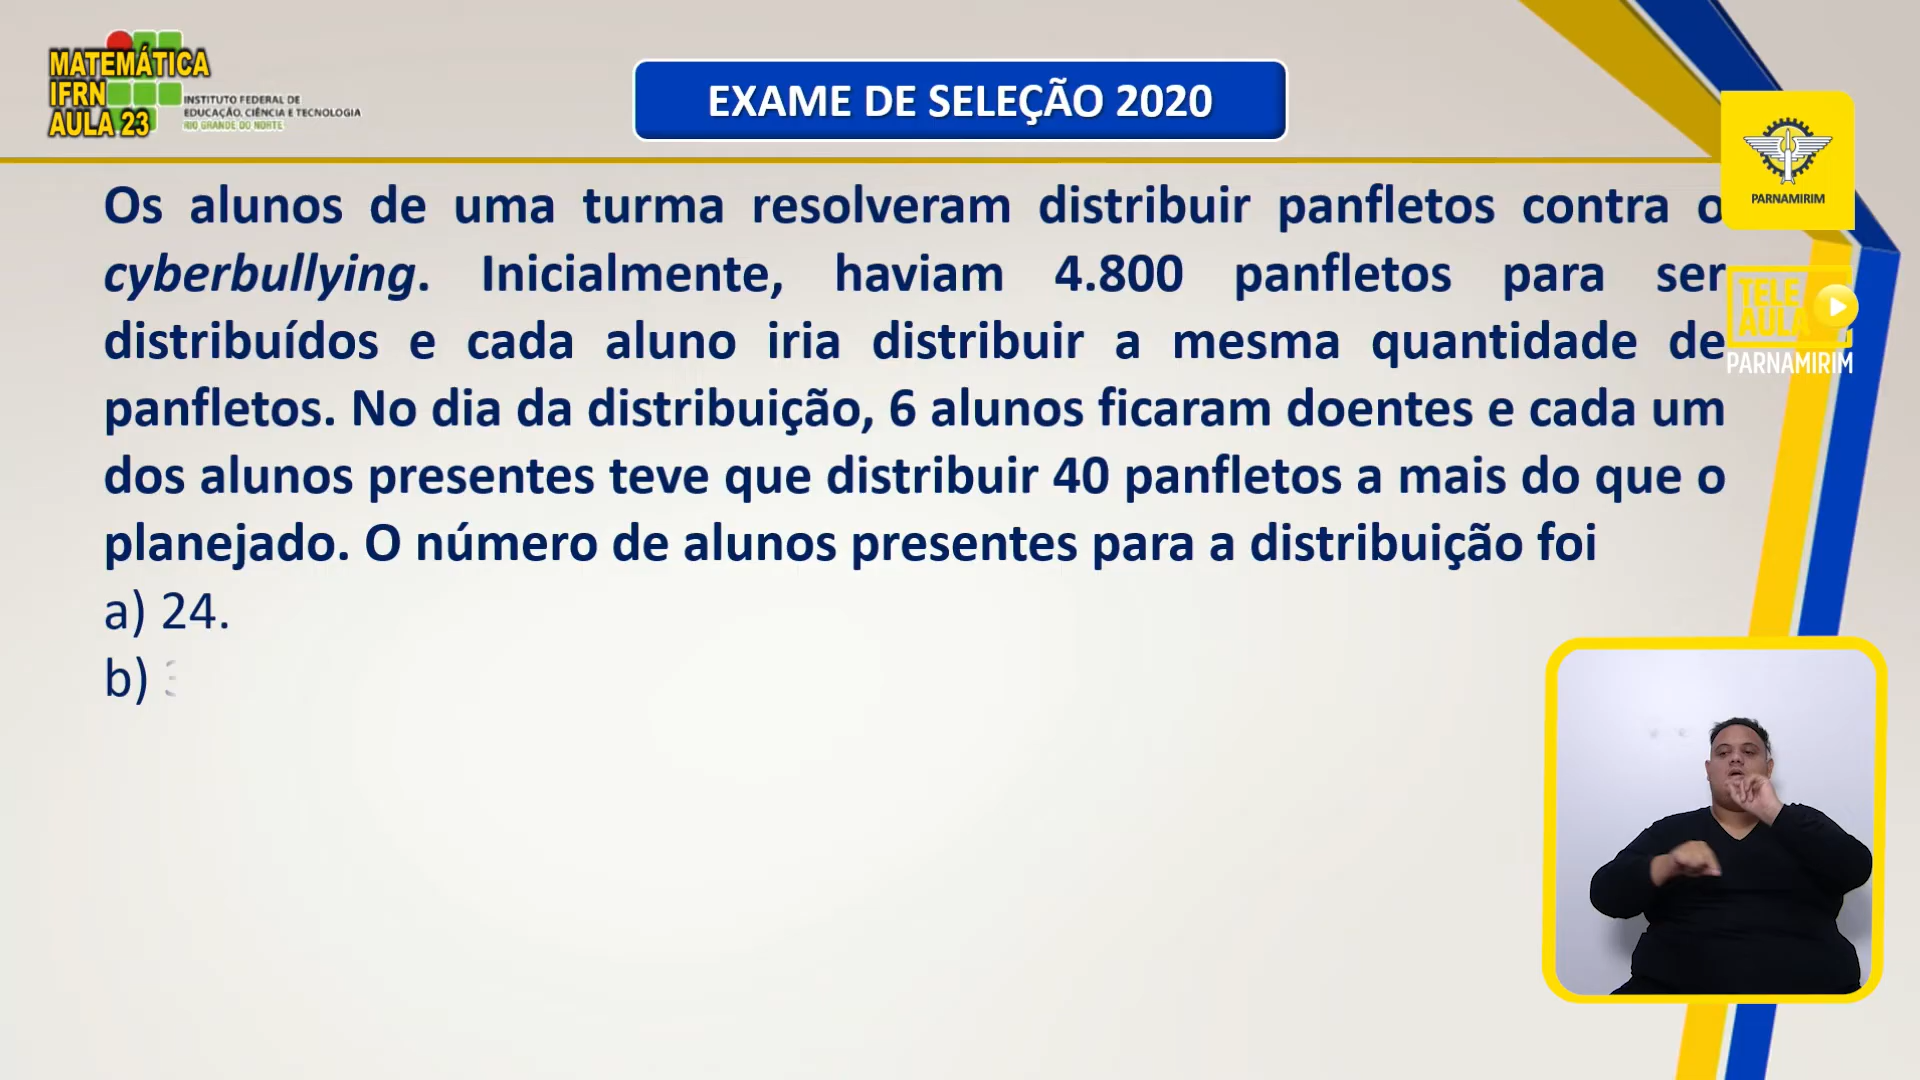 MATEMÁTICA
IFRN
AULA 23
INSTITUTO FEDERAL DE
EDUCAÇÃO, CIÊNCIA E TECNOLOGIA
RIO GRANDE DO NORTE
EXAME DE SELEÇÃO 2020
PARNAMIRIM
TELE
AULA
PARNAMIRIM
Os alunos de uma turma resolveram distribuir panfletos contra o
cyberbullying. Inicialmente, haviam 4.800 panfletos para ser
distribuídos e cada aluno iria distribuir a mesma quantidade de
panfletos. No dia da distribuição, 6 alunos ficaram doentes e cada um
dos alunos presentes teve que distribuir 40 panfletos a mais do que o
planejado. O número de alunos presentes para a distribuição foi
a) 24.
b)